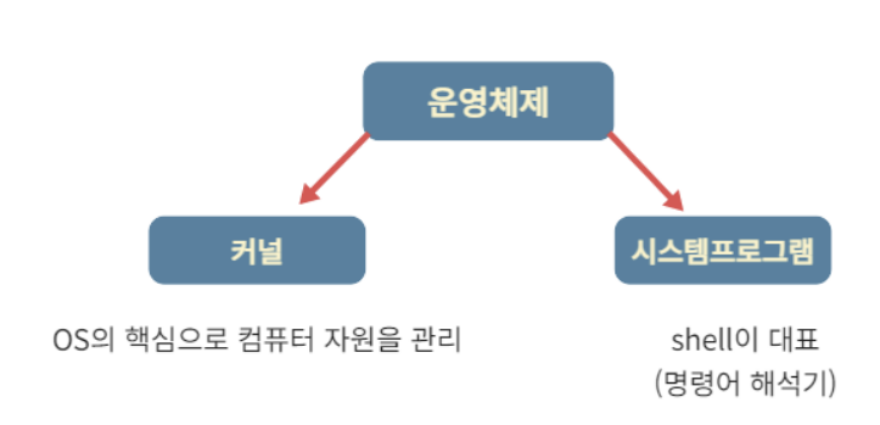 운영체제
커널
시스템프로그램
OS의 핵심으로 컴퓨터 자원을 관리
shell이 대표
(명령어 해석기)